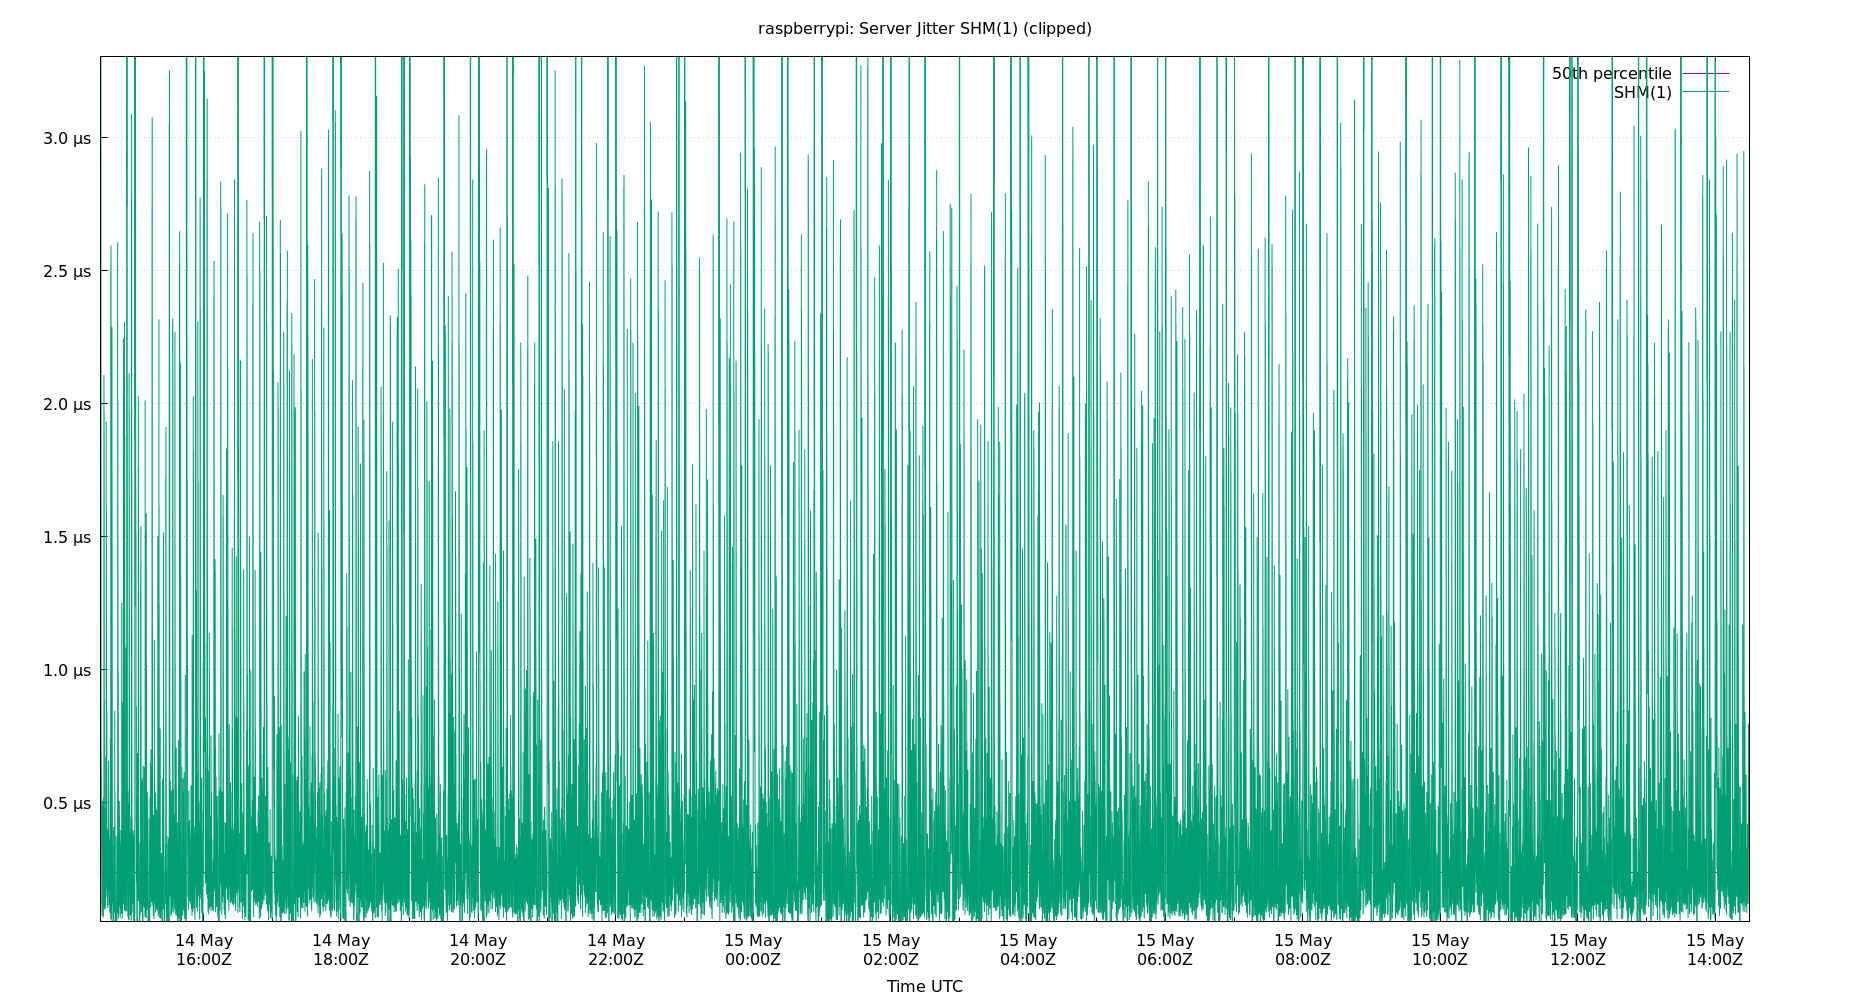 raspberrypi: Server Jitter SHM(1) (clipped)
50th percentile
SHM(1)
3.0 μs
2.5 μs
2.0 μs
1.5 μs
1.0 μs
0.5 μs
14 May 14 May 14 May 14 May 15 May 15 May 15 May 15 May 15 May 15 May 15 May 15 May
16:00Z 18:00Z 20:00Z 22:00Z 00:00Z 02:00Z 04:00Z 06:00Z 08:00Z 10:00Z 12:00Z 14:00Z
Time UTC